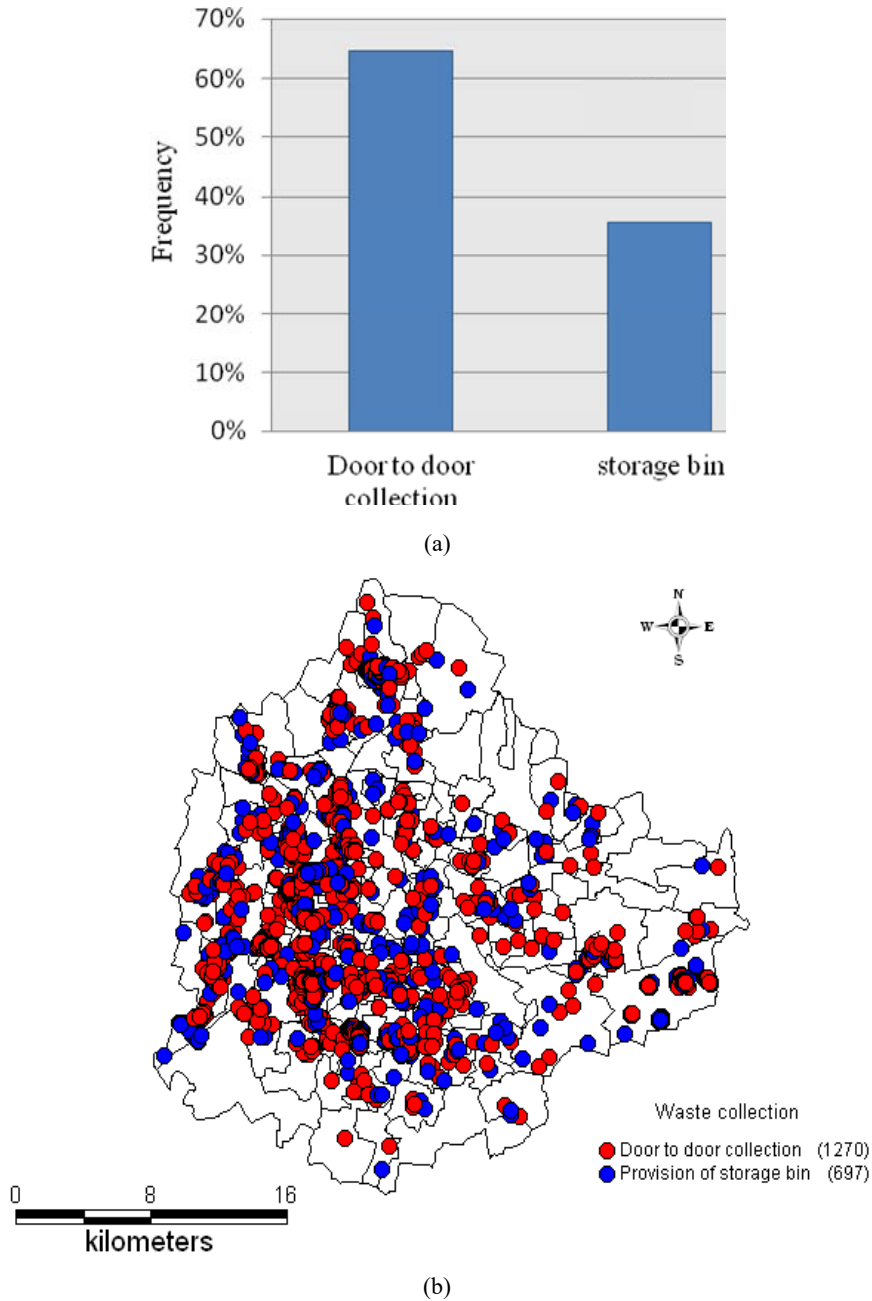 70%
60%
50%
40%
30%
20%
10%
0%
Frequency
Door to door
collection
storage bin
(a)
N
W E
S
Waste collection
Door to door collection (1270)
Provision of storage bin (697)
0 8 16
kilometers
(b)